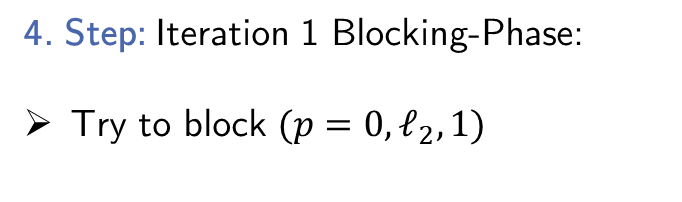 4. Step: Iteration 1 Blocking-Phase:
➢ Try to block (𝑝 = 0, ℓ₂, 1)